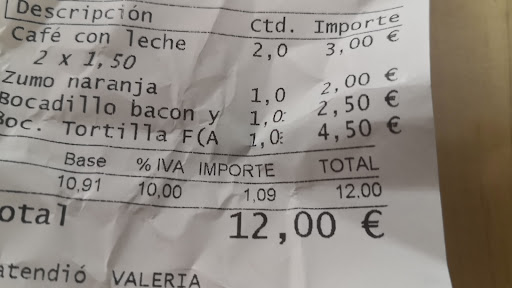 Descripción Ctd. Importe
Café con leche 2,0 3,00 €
2 x 1,50
Zumo naranja 1,0 2,00 €
Bocadillo bacon y 1,0 2,50 €
Boc. Tortilla F(A 1,0 4,50 €
Base % IVA IMPORTE TOTAL
10,91 10,00 1,09 12,00
otal 12,00 €
atendió VALERIA